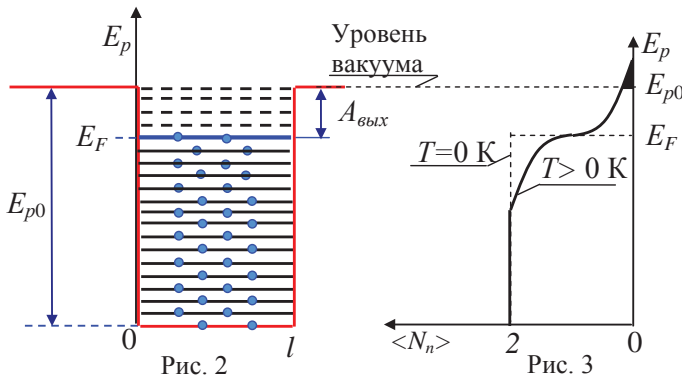 E_p
Уровень
вакуума
E_p
E_p0
A_вых
E_F
E_F
T=0 К
T> 0 К
E_p0
0
l
<N_n>
2
0
Рис. 2
Рис. 3